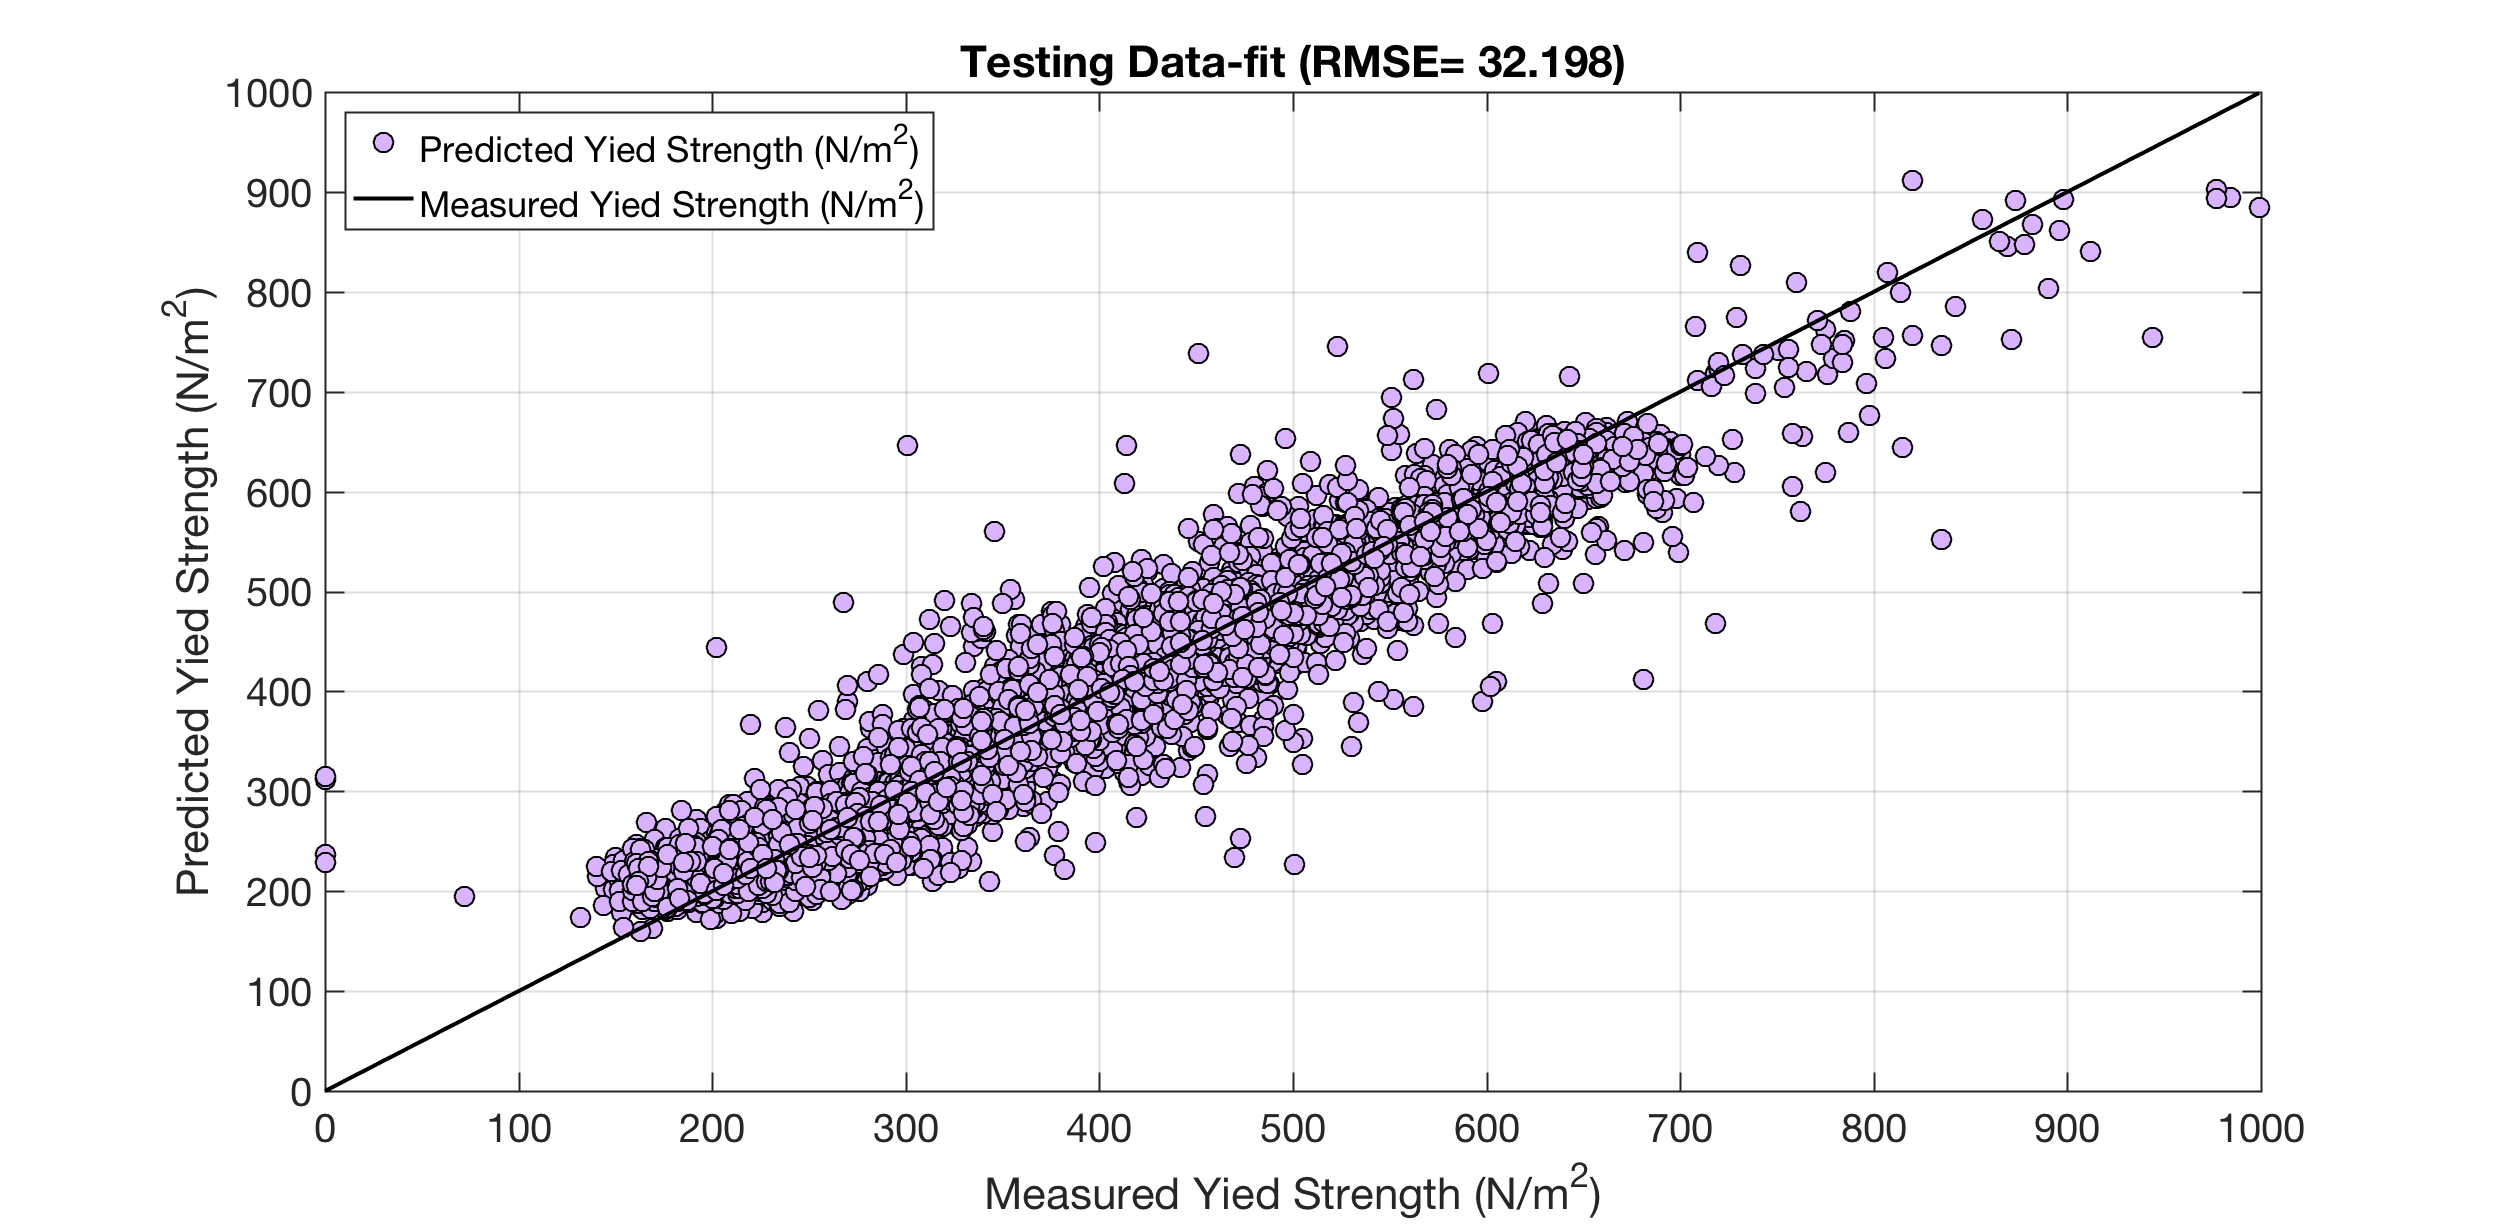 Testing Data-fit (RMSE= 32.198)
Predicted Yied Strength (N/m²)
Measured Yied Strength (N/m²)
Predicted Yied Strength (N/m²)
1000
900
800
700
600
500
400
300
200
100
0
0 100 200 300 400 500 600 700 800 900 1000
Measured Yied Strength (N/m²)